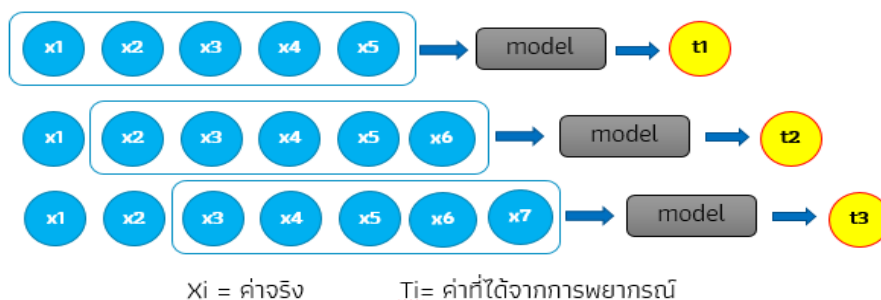 x1 x2 x3 x4 x5 model t1
x1 x2 x3 x4 x5 x6 model t2
x1 x2 x3 x4 x5 x6 x7 model t3
Xi = ค่าจริง Ti= ค่าที่ได้จากการพยากรณ์